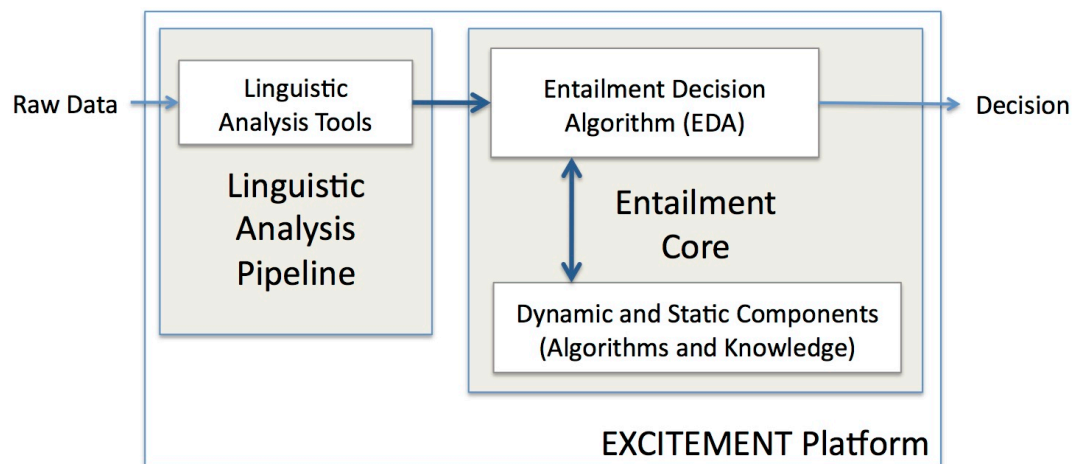 Raw Data
Linguistic
Analysis Tools
Linguistic
Analysis
Pipeline
Entailment Decision
Algorithm (EDA)
Decision
Entailment
Core
Dynamic and Static Components
(Algorithms and Knowledge)
EXCITEMENT Platform